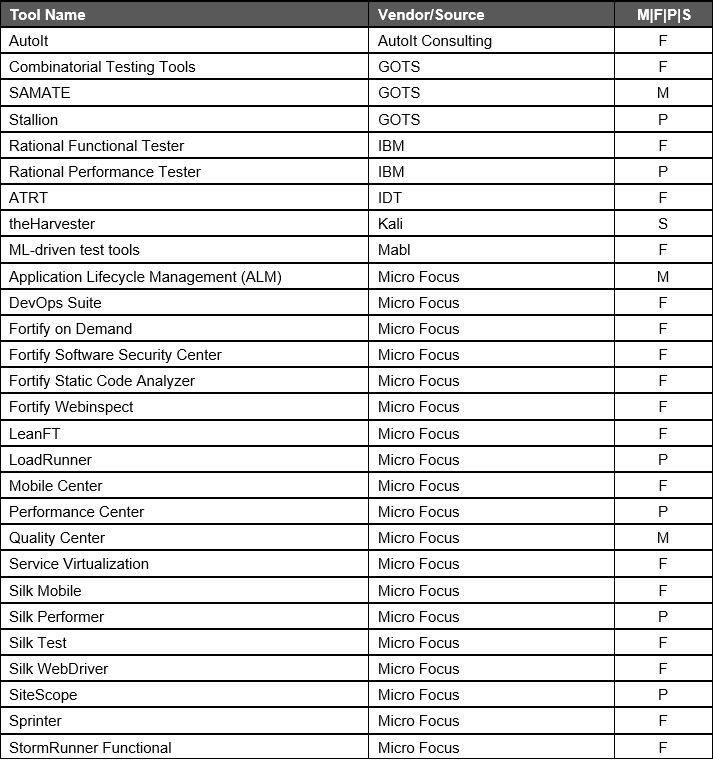 Tool Name Vendor/Source M|F|P|S
AutoIt AutoIt Consulting F
Combinatorial Testing Tools GOTS F
SAMATE GOTS M
Stallion GOTS P
Rational Functional Tester IBM F
Rational Performance Tester IBM P
ATRT IDT F
theHarvester Kali S
ML-driven test tools Mabl F
Application Lifecycle Management (ALM) Micro Focus M
DevOps Suite Micro Focus F
Fortify on Demand Micro Focus F
Fortify Software Security Center Micro Focus F
Fortify Static Code Analyzer Micro Focus F
Fortify Webinspect Micro Focus F
LeanFT Micro Focus F
LoadRunner Micro Focus P
Mobile Center Micro Focus F
Performance Center Micro Focus P
Quality Center Micro Focus M
Service Virtualization Micro Focus F
Silk Mobile Micro Focus F
Silk Performer Micro Focus P
Silk Test Micro Focus F
Silk WebDriver Micro Focus F
SiteScope Micro Focus P
Sprinter Micro Focus F
StormRunner Functional Micro Focus F